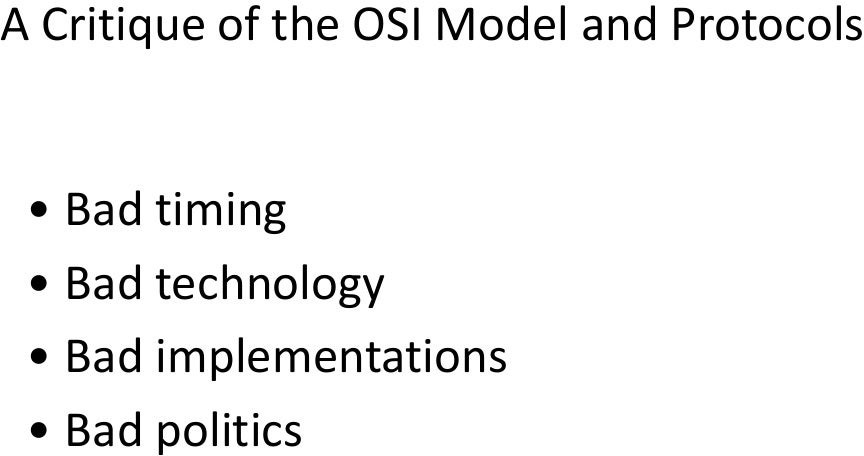 A Critique of the OSI Model and Protocols
• Bad timing
• Bad technology
• Bad implementations
• Bad politics